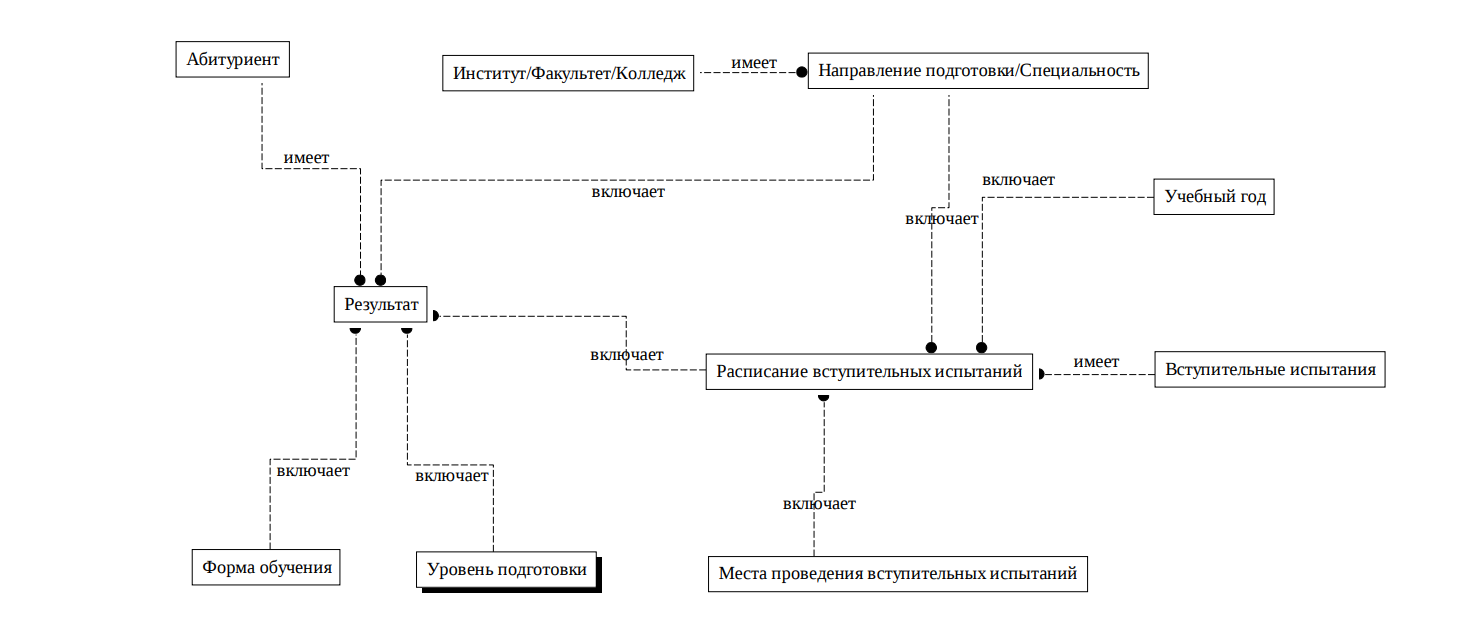 Абитуриент
Институт/Факультет/Колледж
имеет
Направление подготовки/Специальность
имеет
включает
включает
включает
Учебный год
Результат
включает
Расписание вступительных испытаний
имеет
Вступительные испытания
включает
включает
включает
Форма обучения
Уровень подготовки
Места проведения вступительных испытаний